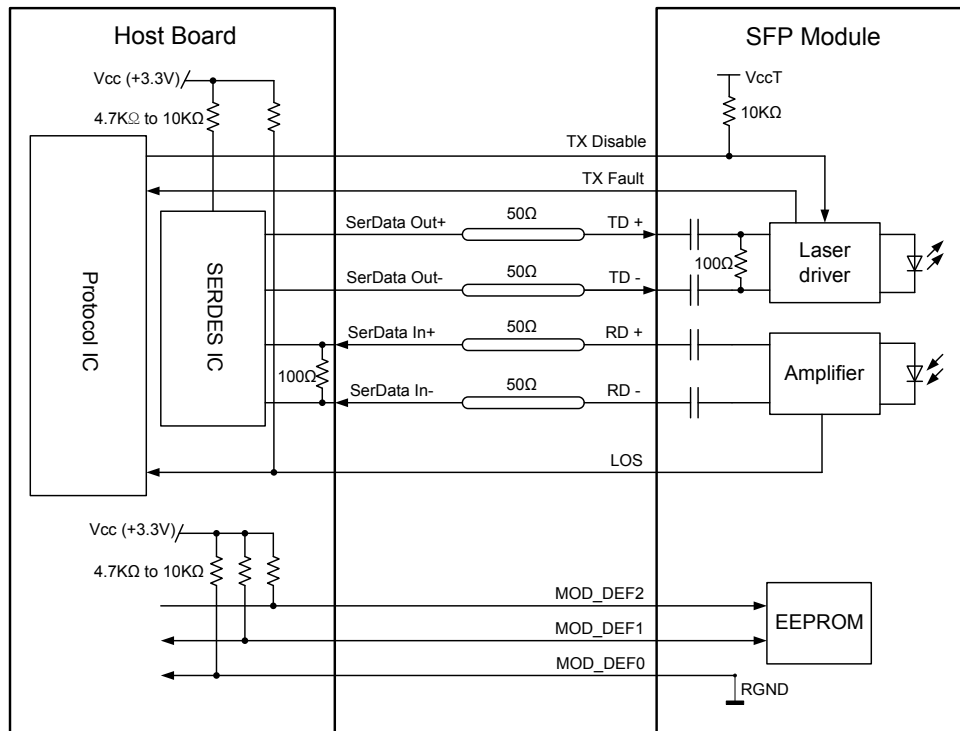 Host Board
SFP Module
Vcc (+3.3V)
4.7KΩ to 10KΩ
VccT
10KΩ
TX Disable
TX Fault
Protocol IC
SERDES IC
SerData Out+
50Ω
TD +
SerData Out-
50Ω
TD -
100Ω
Laser
driver
SerData In+
50Ω
RD +
100Ω
SerData In-
50Ω
RD -
Amplifier
LOS
Vcc (+3.3V)
4.7KΩ to 10KΩ
MOD_DEF2
MOD_DEF1
MOD_DEF0
EEPROM
RGND